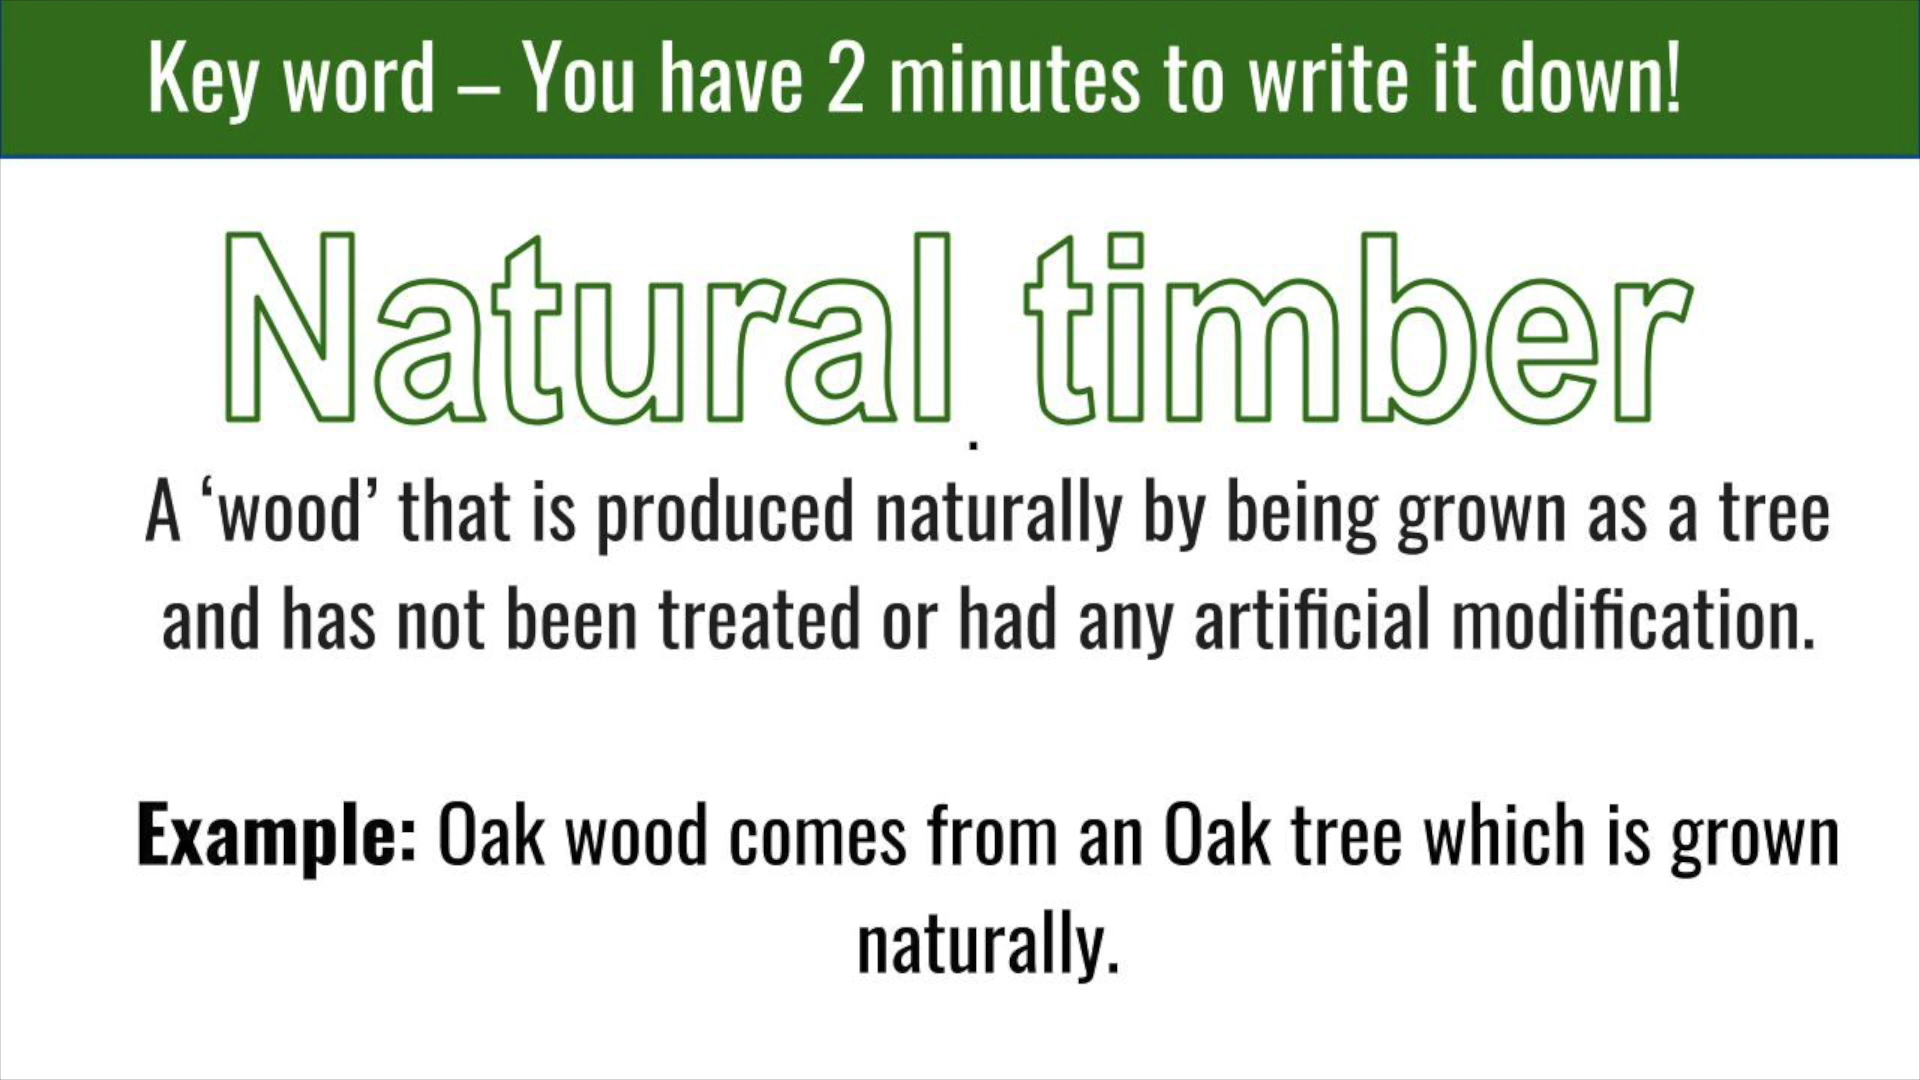 Key word – You have 2 minutes to write it down!
Natural timber
.
A ‘wood’ that is produced naturally by being grown as a tree
and has not been treated or had any artificial modification.
Example: Oak wood comes from an Oak tree which is grown
naturally.